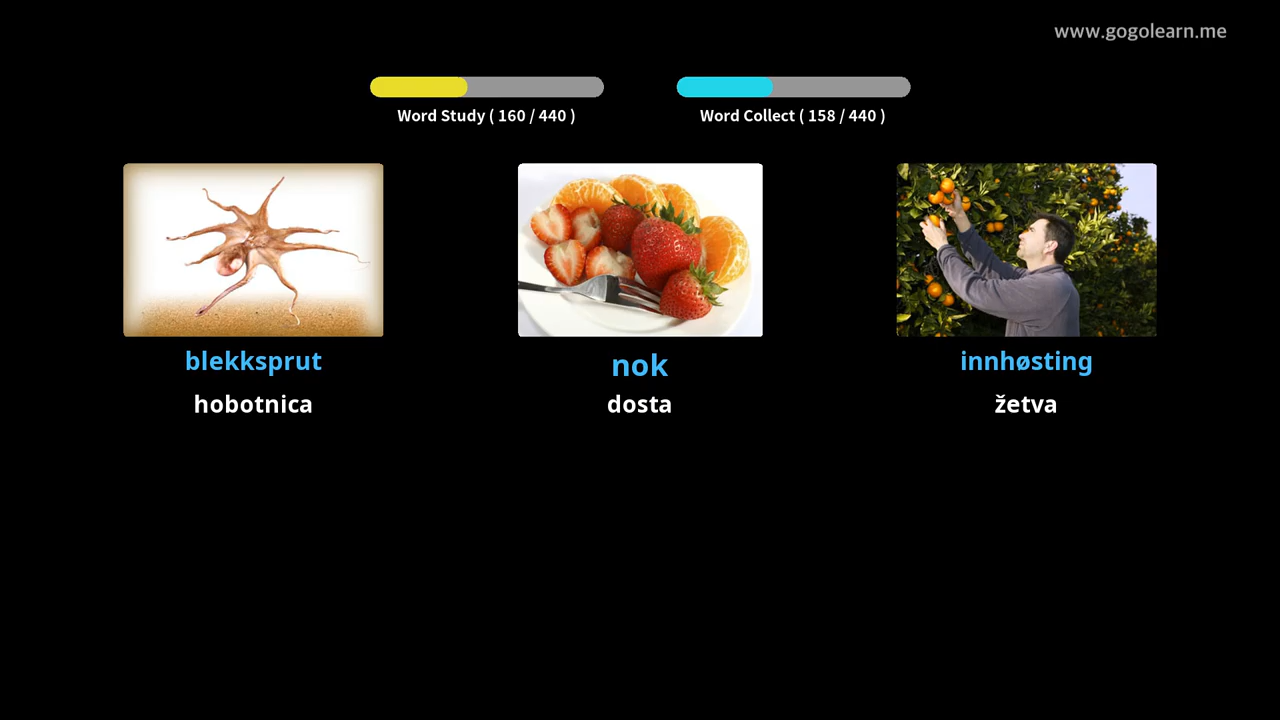 www.gogolearn.me
Word Study ( 160 / 440 )
Word Collect ( 158 / 440 )
blekksprut
nok
innhøsting
hobotnica
dosta
žetva